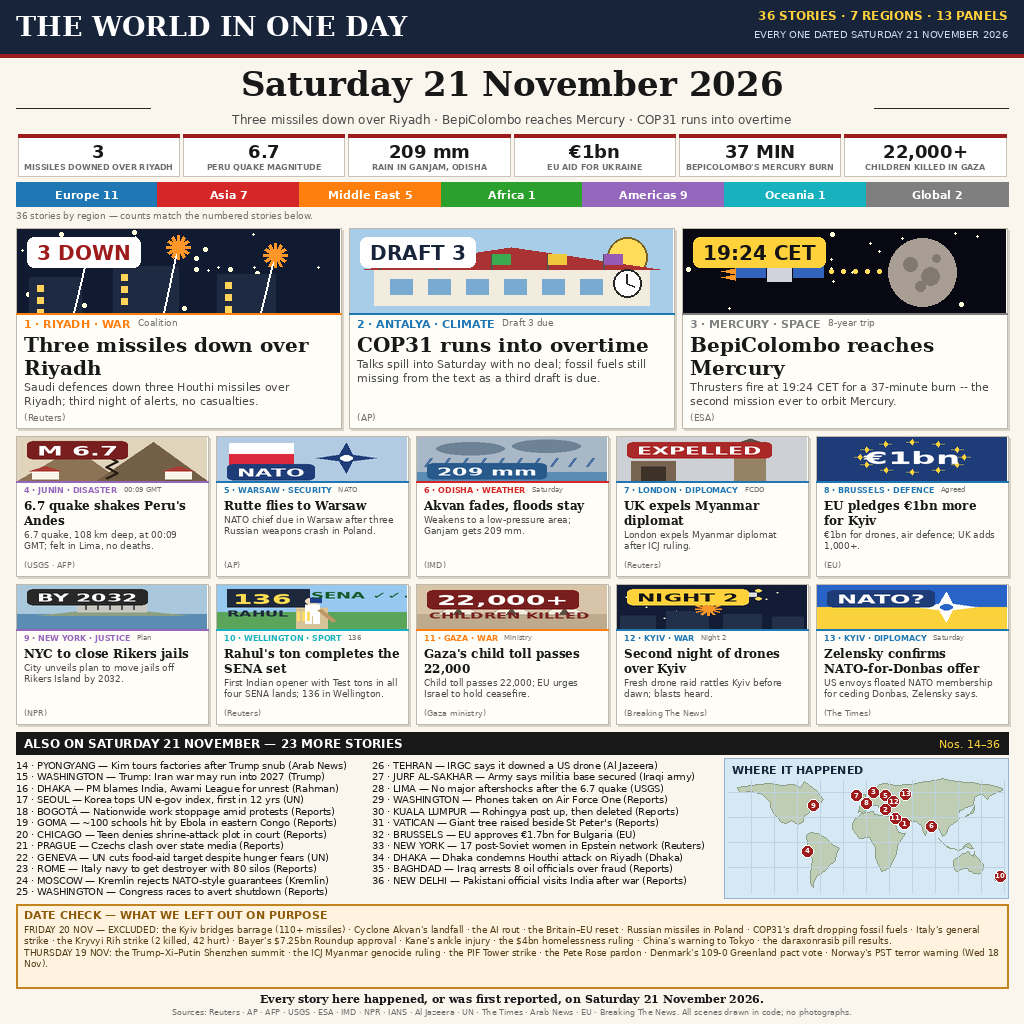 THE WORLD IN ONE DAY
36 STORIES · 7 REGIONS · 13 PANELS
EVERY ONE DATED SATURDAY 21 NOVEMBER 2026
Saturday 21 November 2026
Three missiles down over Riyadh · BepiColombo reaches Mercury · COP31 runs into overtime
3
MISSILES DOWNED OVER RIYADH
6.7
PERU QUAKE MAGNITUDE
209 mm
RAIN IN GANJAM, ODISHA
€1bn
EU AID FOR UKRAINE
37 MIN
BEPICOLOMBO'S MERCURY BURN
22,000+
CHILDREN KILLED IN GAZA
Europe 11
Asia 7
Middle East 5
Africa 1
Americas 9
Oceania 1
Global 2
36 stories by region — counts match the numbered stories below.
3 DOWN
1 · RIYADH · WAR Coalition
Three missiles down over
Riyadh
Saudi defences down three Houthi missiles over
Riyadh; third night of alerts, no casualties.
(Reuters)
DRAFT 3
2 · ANTALYA · CLIMATE Draft 3 due
COP31 runs into overtime
Talks spill into Saturday with no deal; fossil fuels still
missing from the text as a third draft is due.
(AP)
19:24 CET
3 · MERCURY · SPACE 8-year trip
BepiColombo reaches
Mercury
Thrusters fire at 19:24 CET for a 37-minute burn -- the
second mission ever to orbit Mercury.
(ESA)
M 6.7
4 · JUNÍN · DISASTER 00:09 GMT
6.7 quake shakes Peru's
Andes
6.7 quake, 108 km deep, at 00:09
GMT; felt in Lima, no deaths.
(USGS · AFP)
NATO
5 · WARSAW · SECURITY NATO
Rutte flies to Warsaw
NATO chief due in Warsaw after three
Russian weapons crash in Poland.
(AP)
209 mm
6 · ODISHA · WEATHER Saturday
Akvan fades, floods stay
Weakens to a low-pressure area;
Ganjam gets 209 mm.
(IMD)
EXPELLED
7 · LONDON · DIPLOMACY FCDO
UK expels Myanmar
diplomat
London expels Myanmar diplomat
after ICJ ruling.
(Reuters)
€1bn
8 · BRUSSELS · DEFENCE Agreed
EU pledges €1bn more
for Kyiv
€1bn for drones, air defence; UK adds
1,000+.
(EU)
BY 2032
9 · NEW YORK · JUSTICE Plan
NYC to close Rikers jails
City unveils plan to move jails off
Rikers Island by 2032.
(NPR)
136
RAHUL
SENA ✓ ✓
10 · WELLINGTON · SPORT 136
Rahul's ton completes the
SENA set
First Indian opener with Test tons in all
four SENA lands; 136 in Wellington.
(Reuters)
22,000+
CHILDREN KILLED
11 · GAZA · WAR Ministry
Gaza's child toll passes
22,000
Child toll passes 22,000; EU urges
Israel to hold ceasefire.
(Gaza ministry)
NIGHT 2
12 · KYIV · WAR Night 2
Second night of drones
over Kyiv
Fresh drone raid rattles Kyiv before
dawn; blasts heard.
(Breaking The News)
NATO?
13 · KYIV · DIPLOMACY Saturday
Zelensky confirms
NATO-for-Donbas offer
US envoys floated NATO membership
for ceding Donbas, Zelensky says.
(The Times)
ALSO ON SATURDAY 21 NOVEMBER — 23 MORE STORIES
Nos. 14–36
14 · PYONGYANG — Kim tours factories after Trump snub (Arab News)
15 · WASHINGTON — Trump: Iran war may run into 2027 (Trump)
16 · DHAKA — PM blames India, Awami League for unrest (Rahman)
17 · SEOUL — Korea tops UN e-gov index, first in 12 yrs (UN)
18 · BOGOTÁ — Nationwide work stoppage amid protests (Reports)
19 · GOMA — ~100 schools hit by Ebola in eastern Congo (Reports)
20 · CHICAGO — Teen denies shrine-attack plot in court (Reports)
21 · PRAGUE — Czechs clash over state media (Reports)
22 · GENEVA — UN cuts food-aid target despite hunger fears (UN)
23 · ROME — Italy navy to get destroyer with 80 silos (Reports)
24 · MOSCOW — Kremlin rejects NATO-style guarantees (Kremlin)
25 · WASHINGTON — Congress races to avert shutdown (Reports)
26 · TEHRAN — IRGC says it downed a US drone (Al Jazeera)
27 · JURF AL-SAKHAR — Army says militia base secured (Iraqi army)
28 · LIMA — No major aftershocks after the 6.7 quake (USGS)
29 · WASHINGTON — Phones taken on Air Force One (Reports)
30 · KUALA LUMPUR — Rohingya post up, then deleted (Reports)
31 · VATICAN — Giant tree raised beside St Peter's (Reports)
32 · BRUSSELS — EU approves €1.7bn for Bulgaria (EU)
33 · NEW YORK — 17 post-Soviet women in Epstein network (Reuters)
34 · DHAKA — Dhaka condemns Houthi attack on Riyadh (Dhaka)
35 · BAGHDAD — Iraq arrests 8 oil officials over fraud (Reports)
36 · NEW DELHI — Pakistani official visits India after war (Reports)
WHERE IT HAPPENED
7
3
5
13
8
12
2
9
11
1
6
4
10
DATE CHECK — WHAT WE LEFT OUT ON PURPOSE
FRIDAY 20 NOV — EXCLUDED: the Kyiv bridges barrage (110+ missiles) · Cyclone Akvan's landfall · the AI rout · the Britain–EU reset · Russian missiles in Poland · COP31's draft dropping fossil fuels · Italy's general
strike · the Kryvyi Rih strike (2 killed, 42 hurt) · Bayer's $7.25bn Roundup approval · Kane's ankle injury · the $4bn homelessness ruling · China's warning to Tokyo · the daraxonrasib pill results.
THURSDAY 19 NOV: the Trump–Xi–Putin Shenzhen summit · the ICJ Myanmar genocide ruling · the PIF Tower strike · the Pete Rose pardon · Denmark's 109-0 Greenland pact vote · Norway's PST terror warning (Wed 18
Nov).
Every story here happened, or was first reported, on Saturday 21 November 2026.
Sources: Reuters · AP · AFP · USGS · ESA · IMD · NPR · IANS · Al Jazeera · UN · The Times · Arab News · EU · Breaking The News. All scenes drawn in code; no photographs.